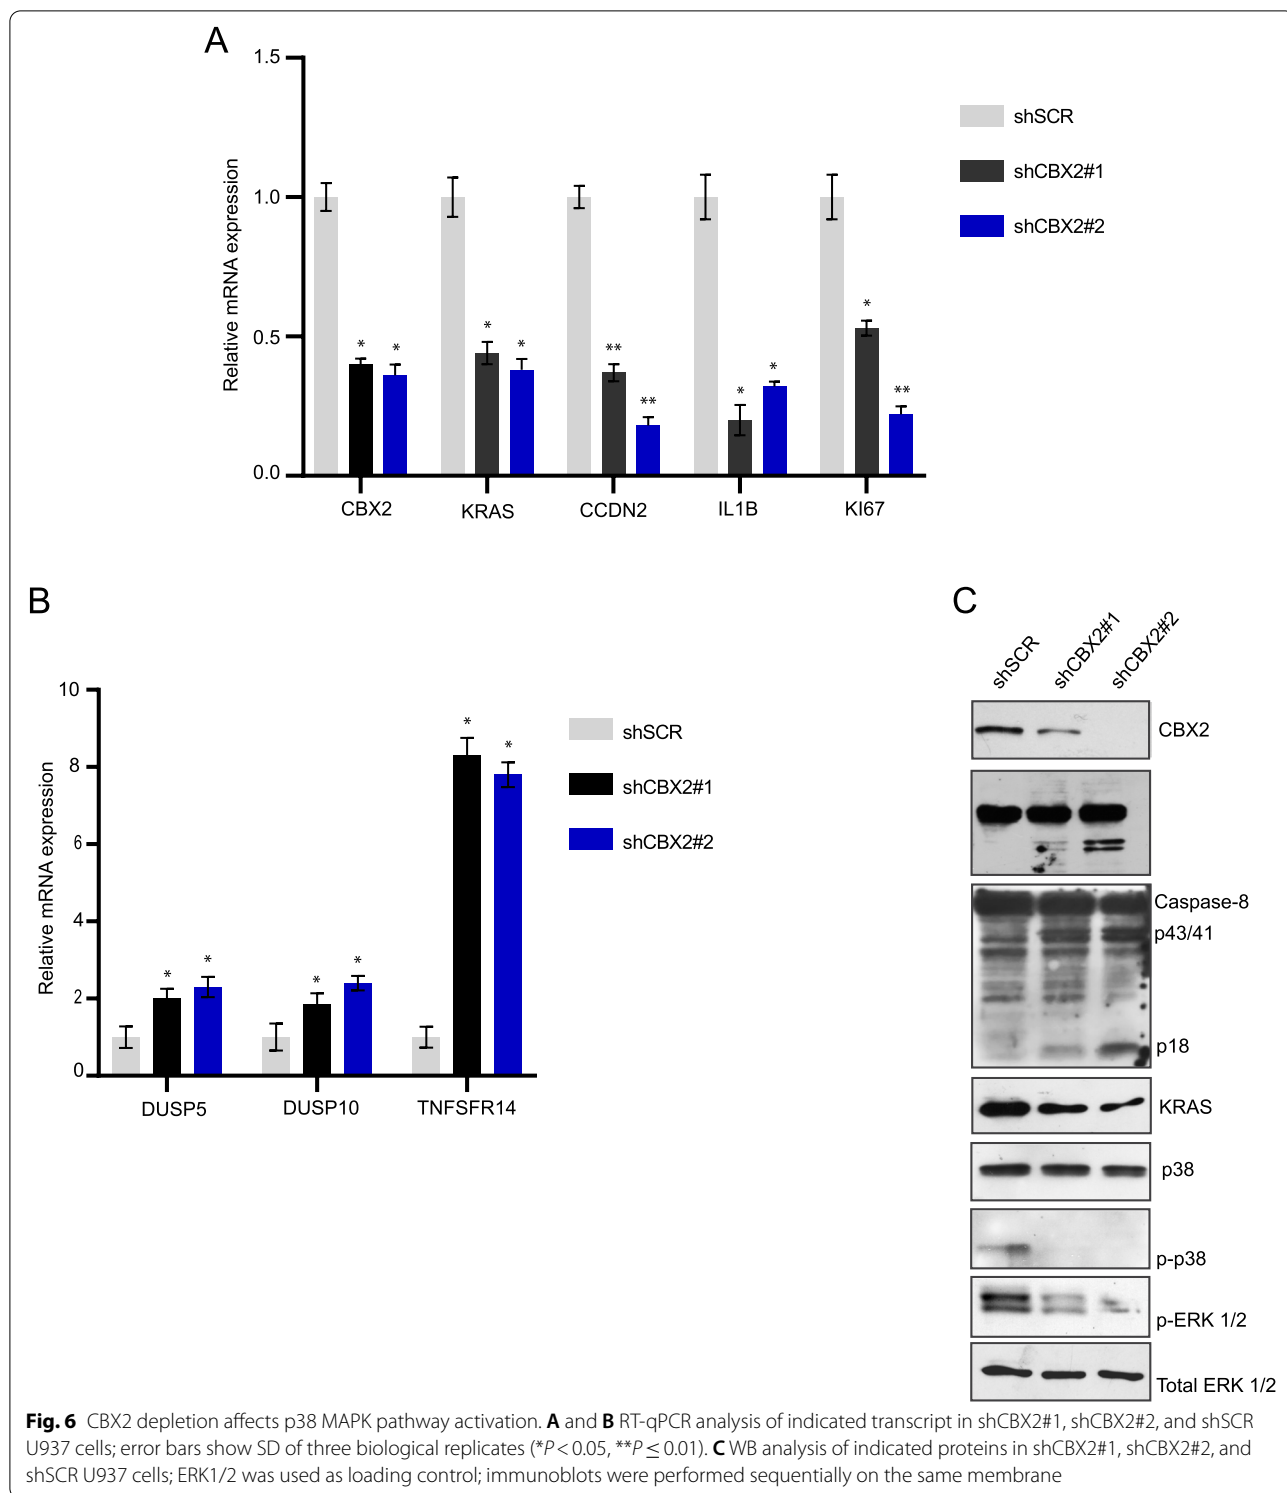 A
1.5
1.0
0.5
0.0
Relative mRNA expression
shSCR
shCBX2#1
shCBX2#2
* *
* *
** **
* *
* **
CBX2
KRAS
CCDN2
IL1B
KI67
B
10
8
6
4
2
0
Relative mRNA expression
shSCR
shCBX2#1
shCBX2#2
* *
* *
* *
DUSP5
DUSP10
TNFSFR14
C
shSCR
shCBX2#1
shCBX2#2
CBX2
Caspase-8
p43/41
p18
KRAS
p38
p-p38
p-ERK 1/2
Total ERK 1/2
Fig. 6 CBX2 depletion affects p38 MAPK pathway activation. A and B RT-qPCR analysis of indicated transcript in shCBX2#1, shCBX2#2, and shSCR
U937 cells; error bars show SD of three biological replicates (*P < 0.05, **P ≤ 0.01). C WB analysis of indicated proteins in shCBX2#1, shCBX2#2, and
shSCR U937 cells; ERK1/2 was used as loading control; immunoblots were performed sequentially on the same membrane